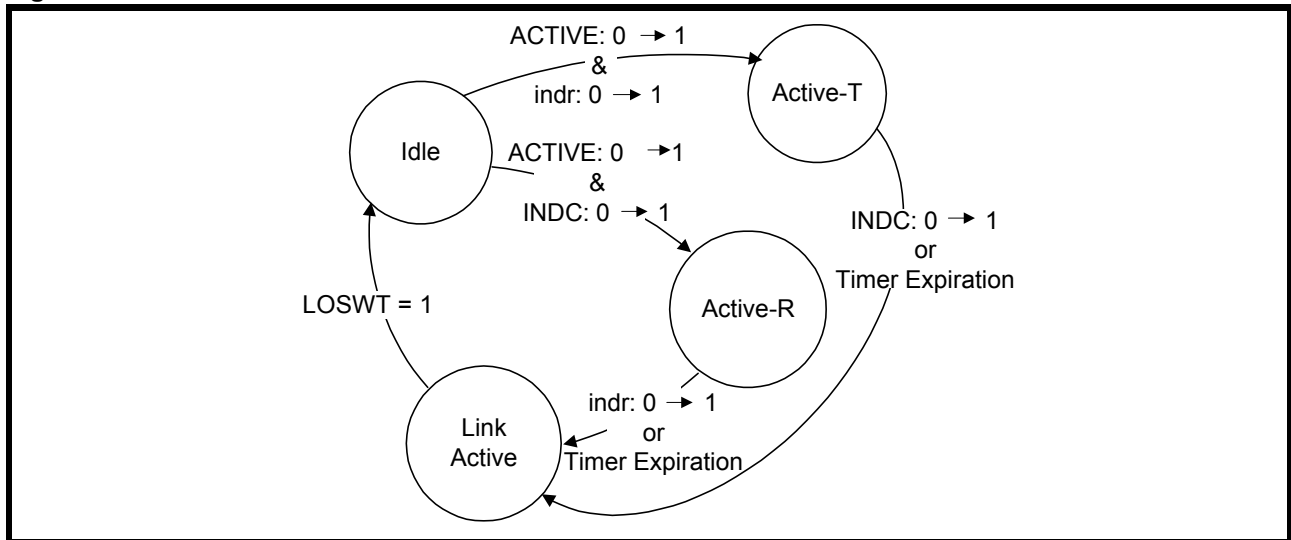 ACTIVE: 0 → 1
&
indr: 0 → 1
Active-T
Idle
ACTIVE: 0 →1
&
INDC: 0 → 1
INDC: 0 → 1
or
Timer Expiration
Active-R
LOSWT = 1
indr: 0 → 1
or
Timer Expiration
Link
Active